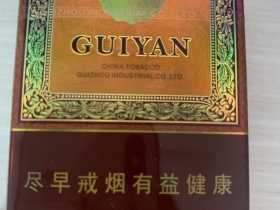 GUIYAN
CHINA TOBACCO
GUIZHOU INDUSTRIAL CO.,LTD.
尽早戒烟有益健康